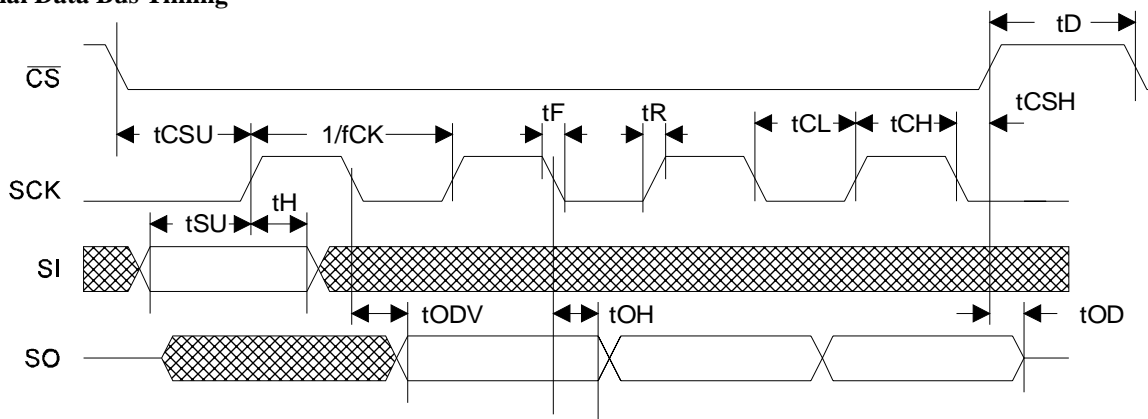 nal Data Bus Timing
tD
CS
tCSH
tF tR
tCSU 1/fCK tCL tCH
SCK
tH
tSU
SI
tODV tOH tOD
SO